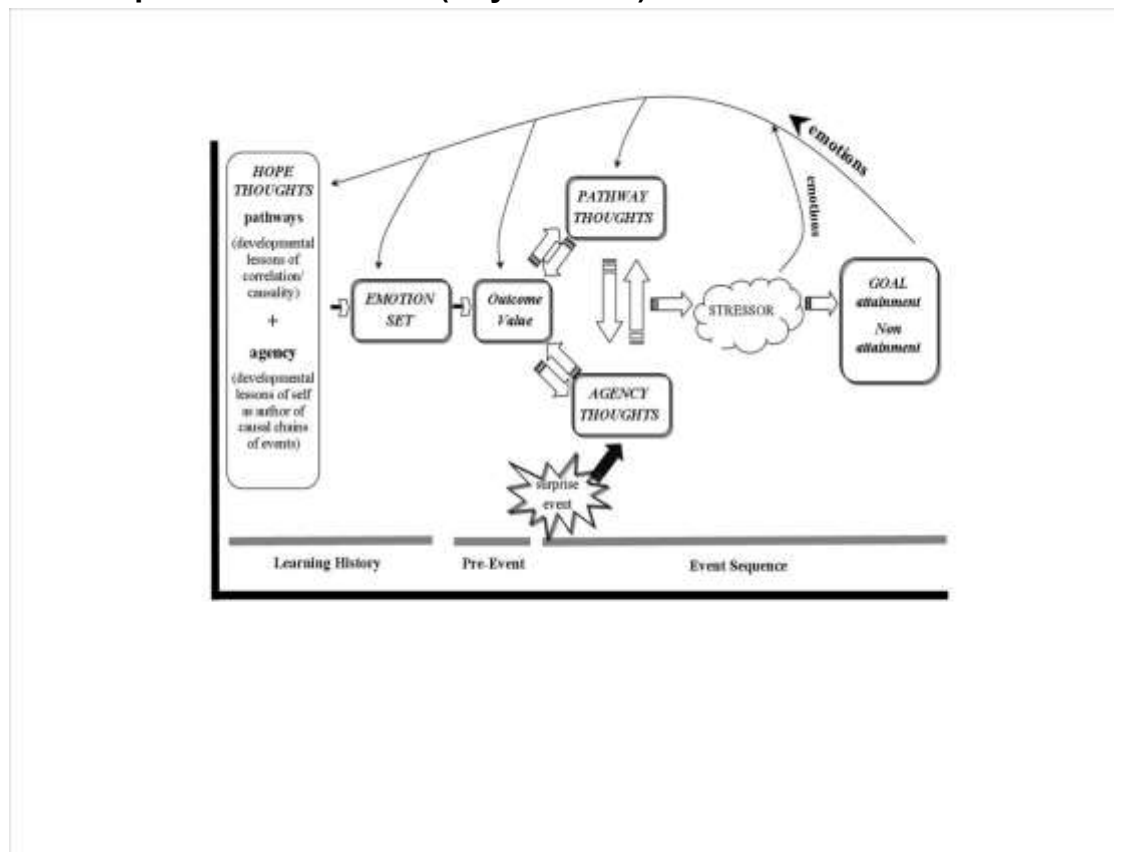 HOPE
THOUGHTS
pathways
(developmental
lessons of
correlation/
causality)
+
agency
(developmental
lessons of self
as author of
causal chains
of events)
EMOTION
SET
Outcome
Value
PATHWAY
THOUGHTS
AGENCY
THOUGHTS
surprise
event
STRESSOR
emotions
emotions
GOAL
attainment
Non
attainment
Learning History
Pre-Event
Event Sequence